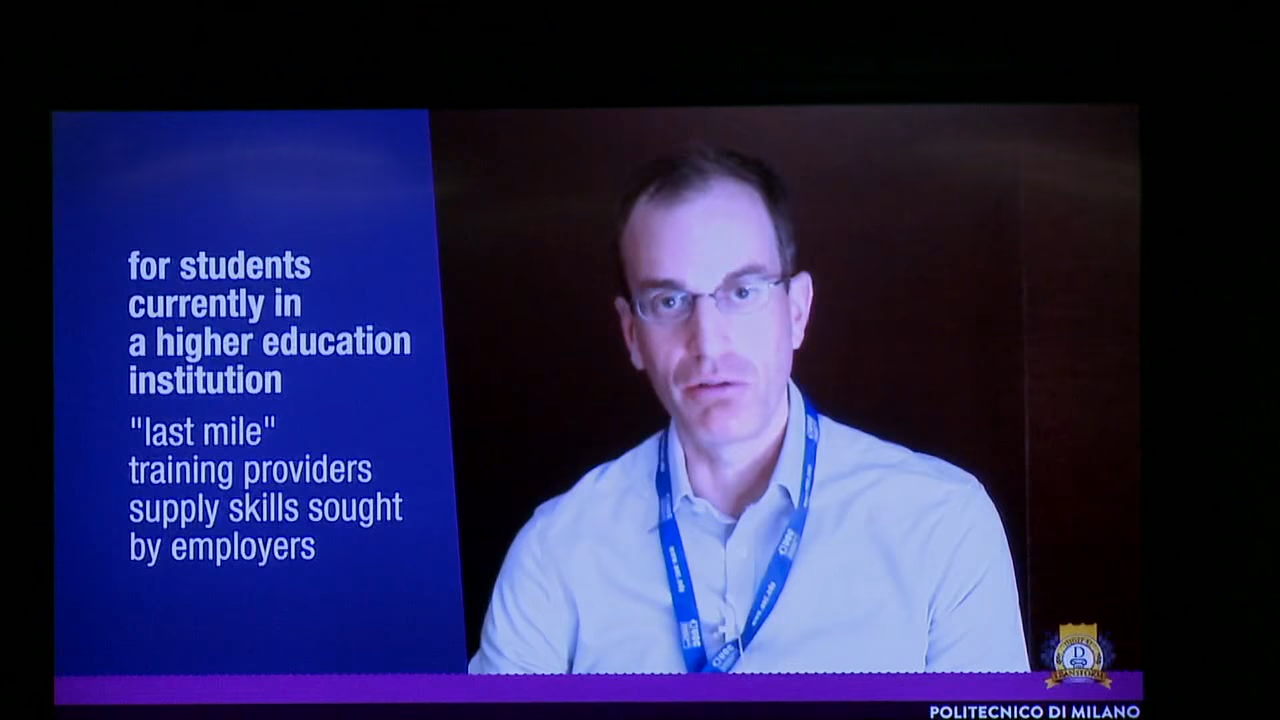 for students
currently in
a higher education
institution
"last mile"
training providers
supply skills sought
by employers
POLITECNICO DI MILANO